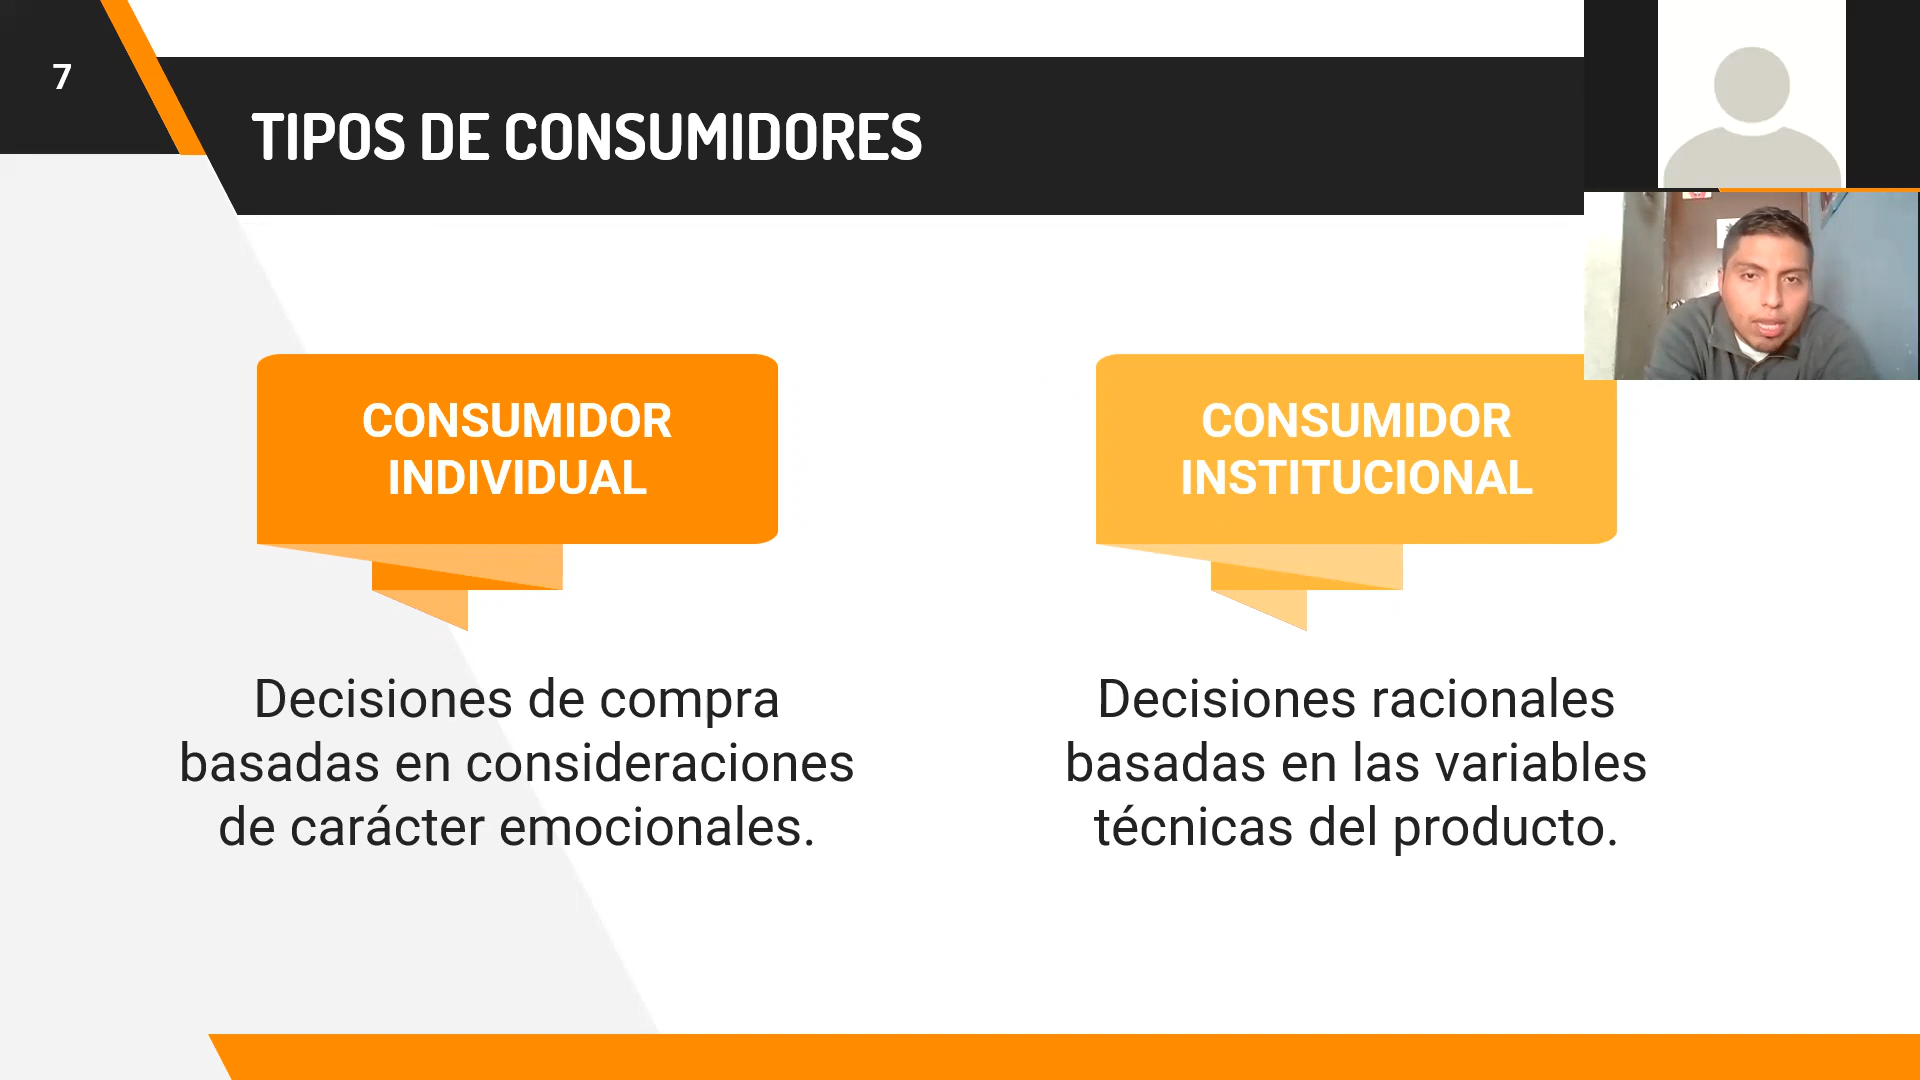 7
TIPOS DE CONSUMIDORES
CONSUMIDOR
INDIVIDUAL
Decisiones de compra
basadas en consideraciones
de carácter emocionales.
CONSUMIDOR
INSTITUCIONAL
Decisiones racionales
basadas en las variables
técnicas del producto.